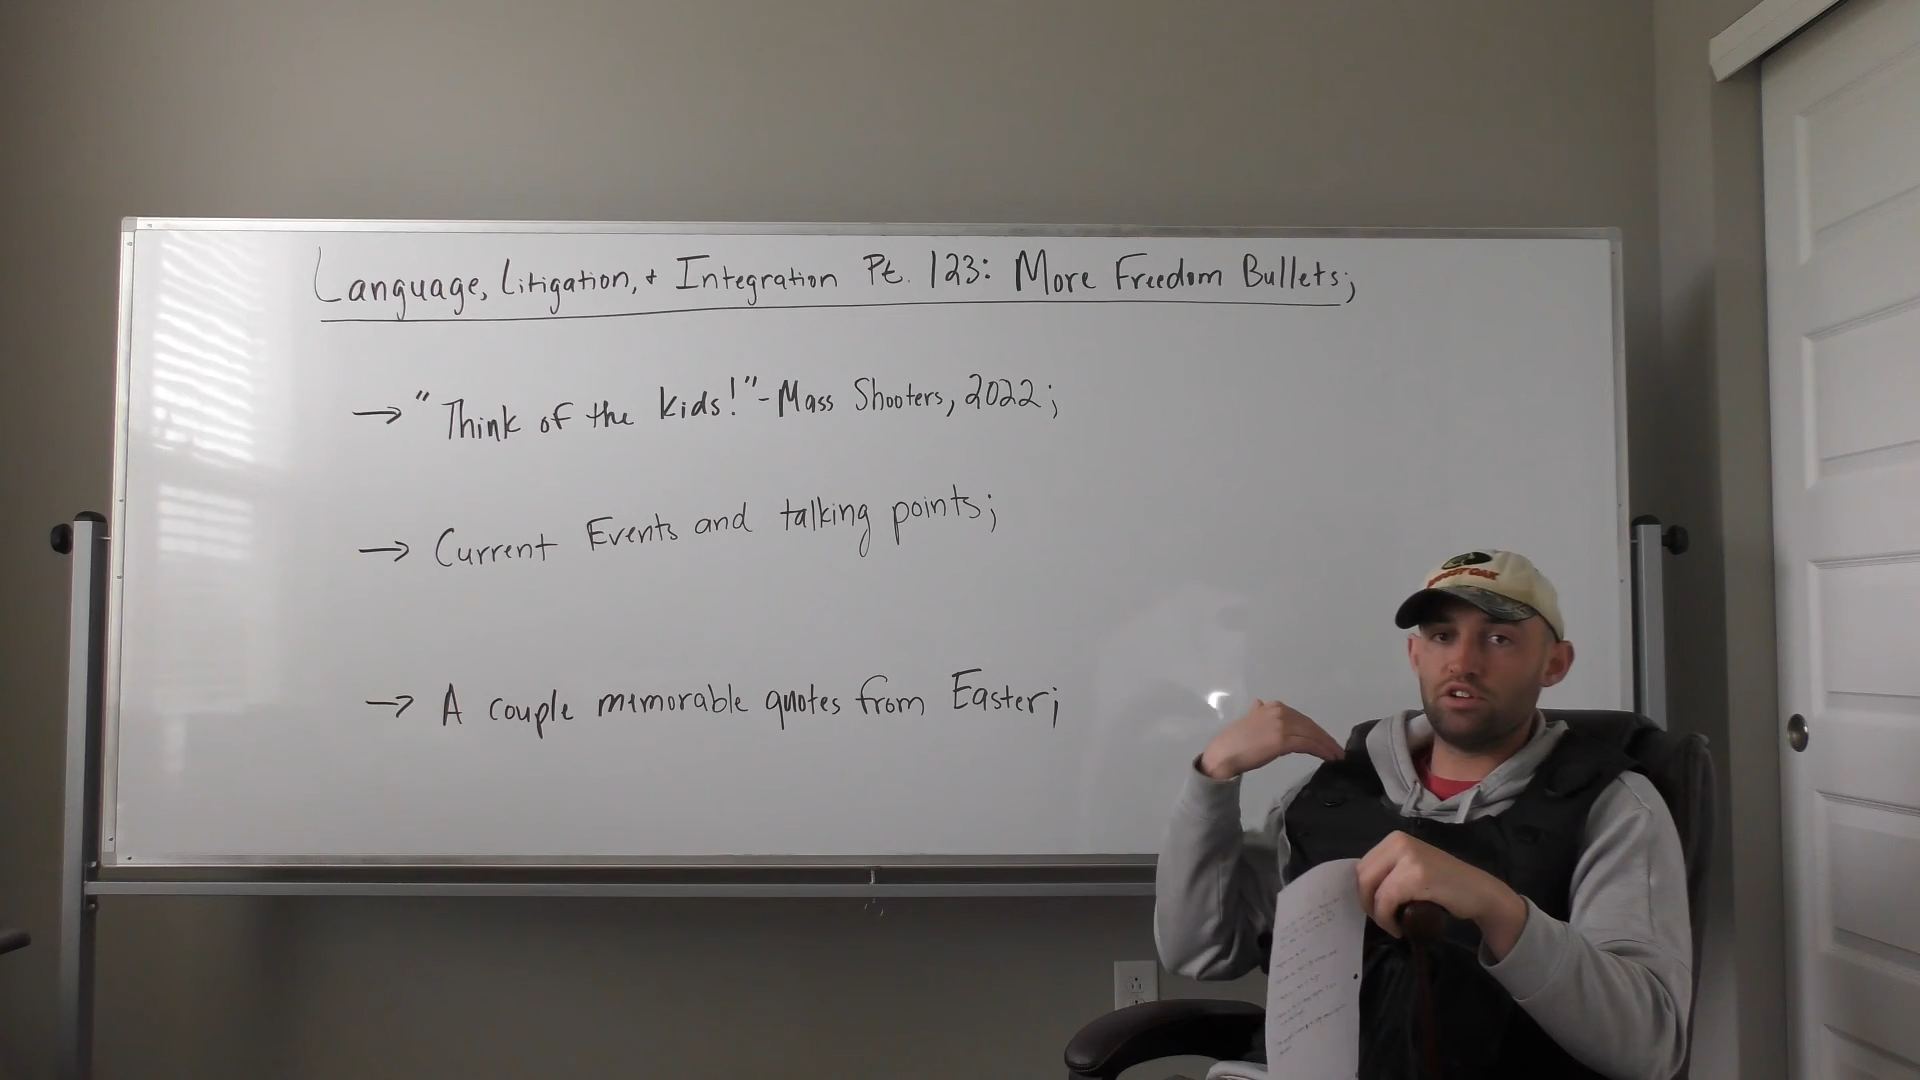 Language, Litigation, + Integration Pt. 123: More Freedom Bullets;
→ "Think of the kids!" - Mass Shooters, 2022;
→ Current Events and talking points;
→ A couple memorable quotes from Easter;